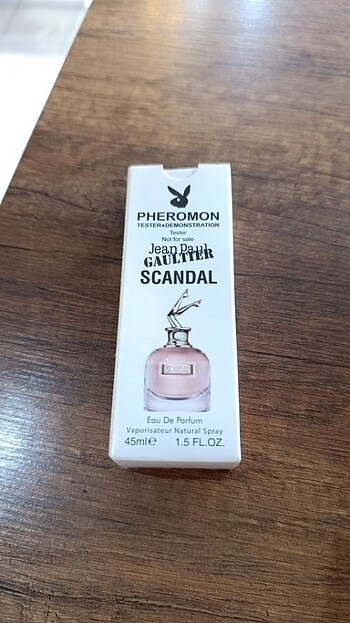 PHEROMON
TESTER•DEMONSTRATION
Tester
Not for sale
Jean Paul
GAULTIER
SCANDAL
SCANDAL
Eau De Parfum
Vaporisateur Natural Spray
45ml℮ 1.5 FL.OZ.